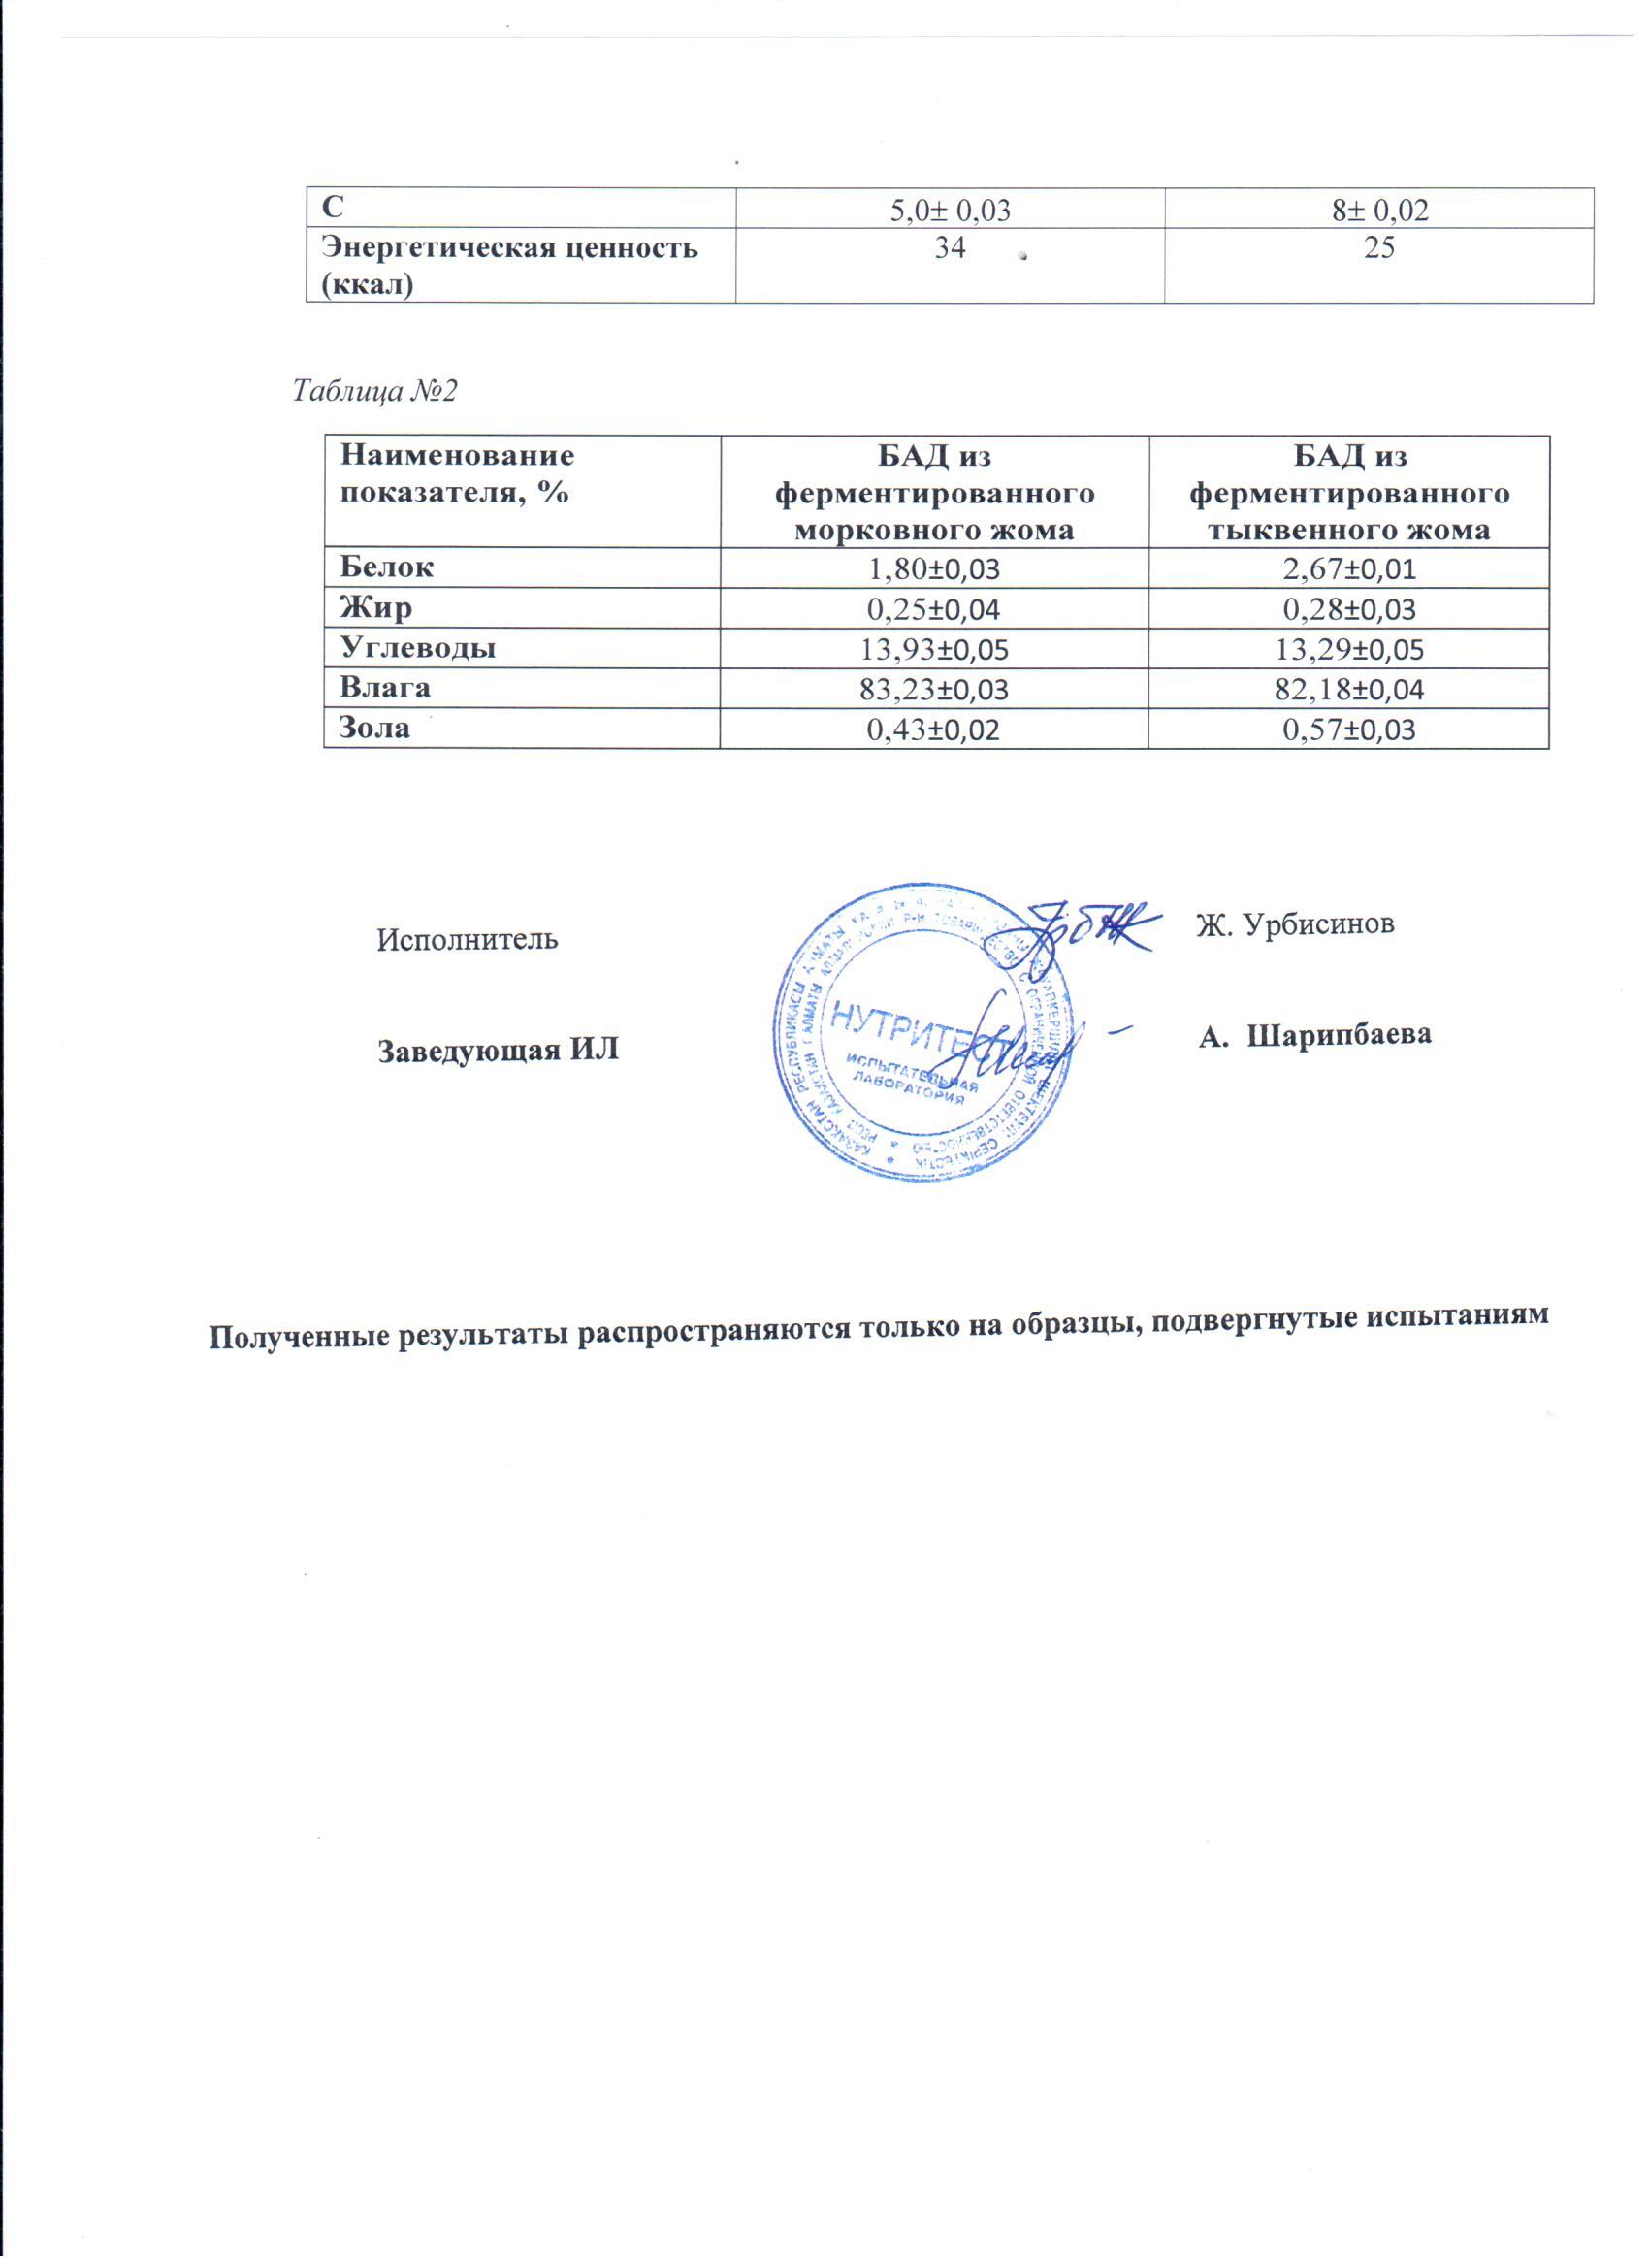 С 5,0± 0,03 8± 0,02
Энергетическая ценность 34 25
(ккал)
Таблица №2
Наименование БАД из БАД из
показателя, % ферментированного ферментированного
морковного жома тыквенного жома
Белок 1,80±0,03 2,67±0,01
Жир 0,25±0,04 0,28±0,03
Углеводы 13,93±0,05 13,29±0,05
Влага 83,23±0,03 82,18±0,04
Зола 0,43±0,02 0,57±0,03
Исполнитель Ж. Урбисинов
Заведующая ИЛ А. Шарипбаева
НУТРИТЕСТ
ИСПЫТАТЕЛЬНАЯ
ЛАБОРАТОРИЯ
ҚАЗАҚСТАН РЕСПУБЛИКАСЫ АЛМАТЫ
Полученные результаты распространяются только на образцы, подвергнутые испытаниям